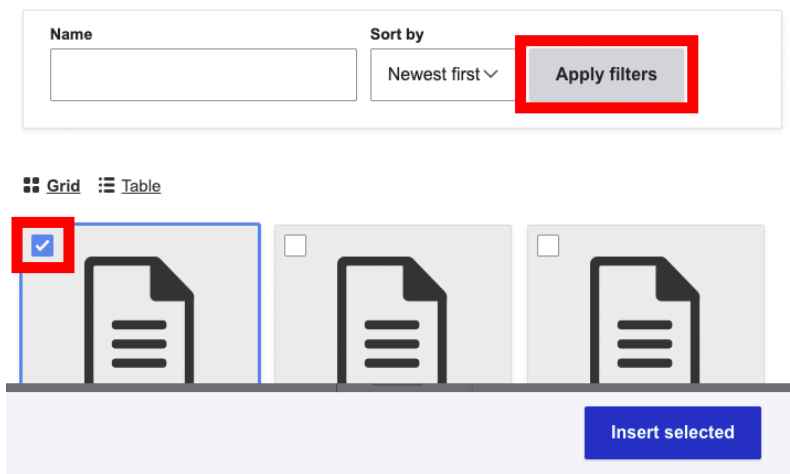 Name
Sort by
Newest first
Apply filters
Grid
Table
Insert selected